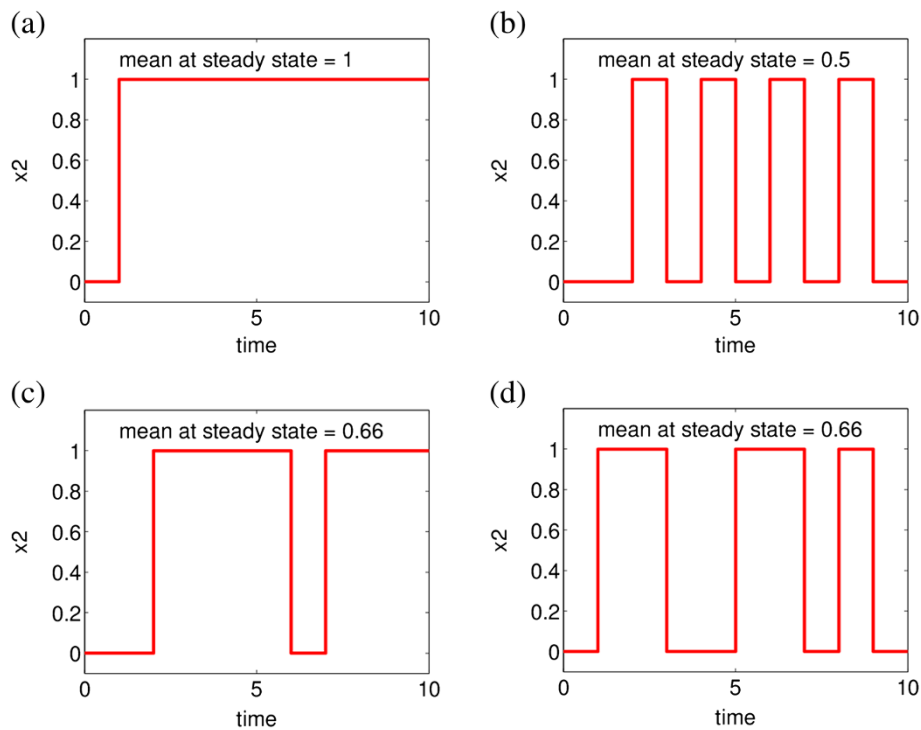 (a)
mean at steady state = 1
1
0.8
0.6
0.4
0.2
0
x2
0 5 10
time
(b)
mean at steady state = 0.5
1
0.8
0.6
0.4
0.2
0
x2
0 5 10
time
(c)
mean at steady state = 0.66
1
0.8
0.6
0.4
0.2
0
x2
0 5 10
time
(d)
mean at steady state = 0.66
1
0.8
0.6
0.4
0.2
0
x2
0 5 10
time